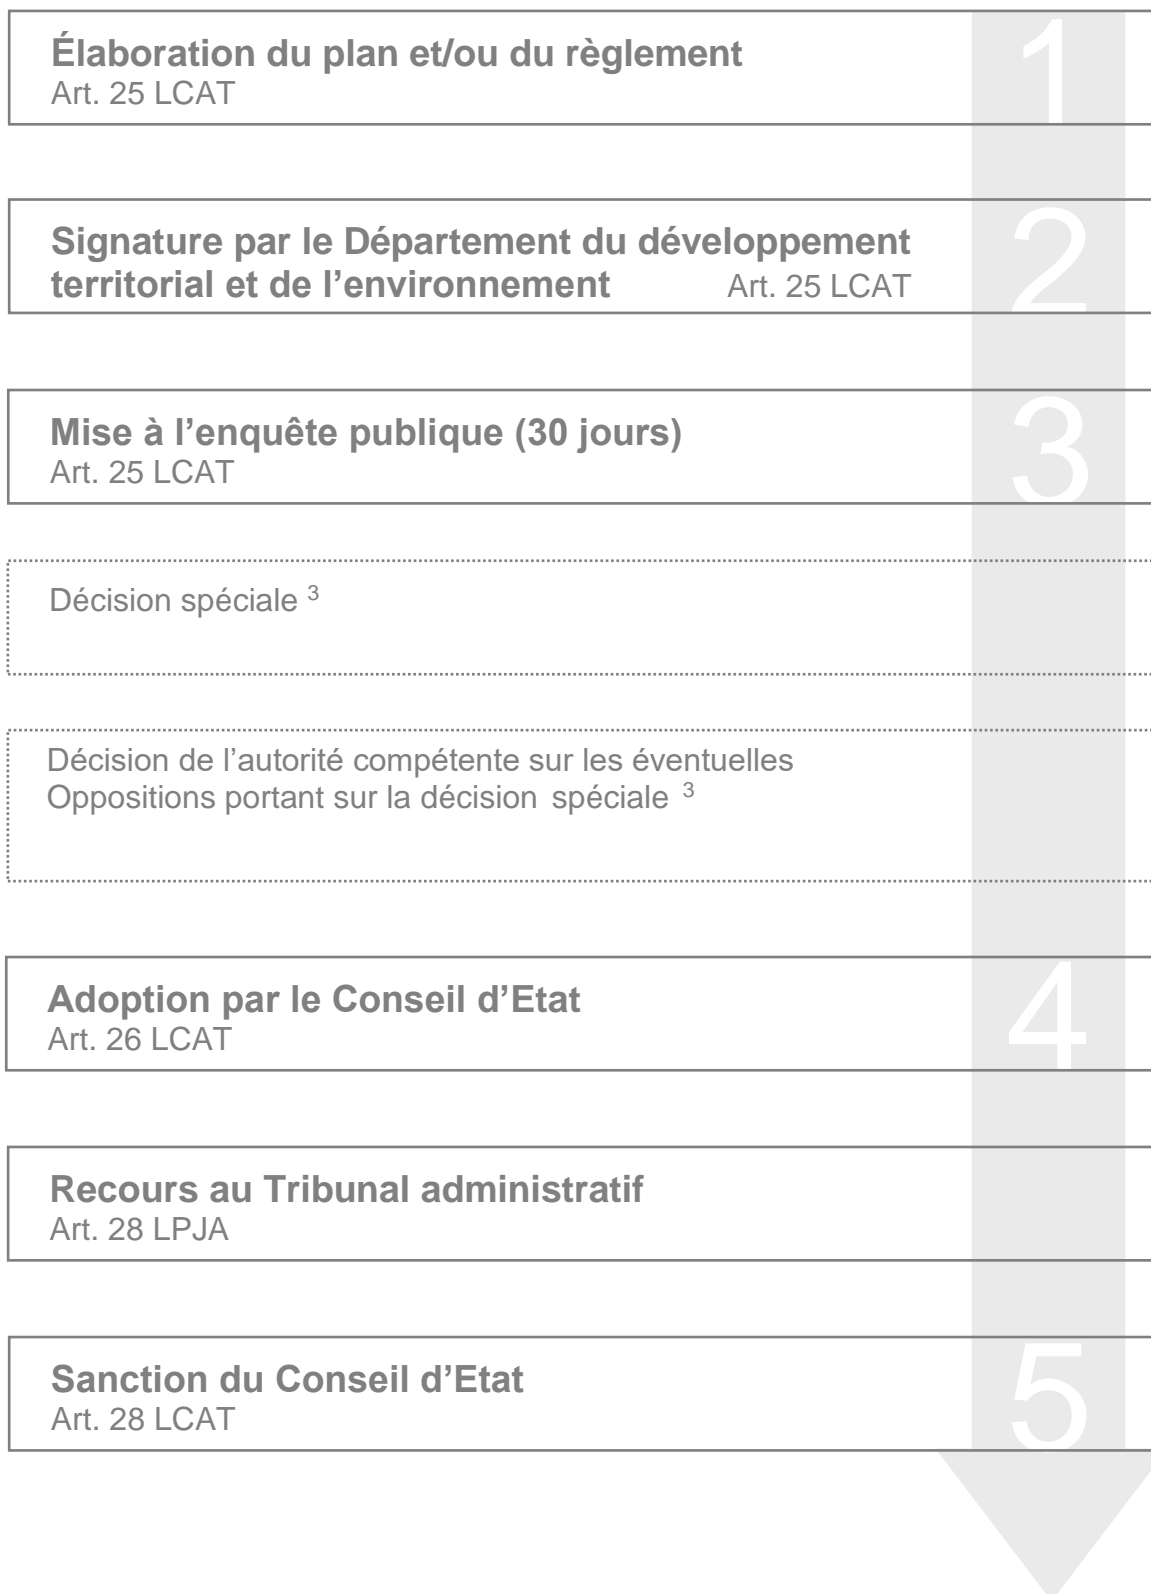 Élaboration du plan et/ou du règlement
Art. 25 LCAT
1
Signature par le Département du développement
territorial et de l’environnement Art. 25 LCAT
2
Mise à l’enquête publique (30 jours)
Art. 25 LCAT
3
Décision spéciale ³
Décision de l’autorité compétente sur les éventuelles
Oppositions portant sur la décision spéciale ³
Adoption par le Conseil d’Etat
Art. 26 LCAT
4
Recours au Tribunal administratif
Art. 28 LPJA
Sanction du Conseil d’Etat
Art. 28 LCAT
5